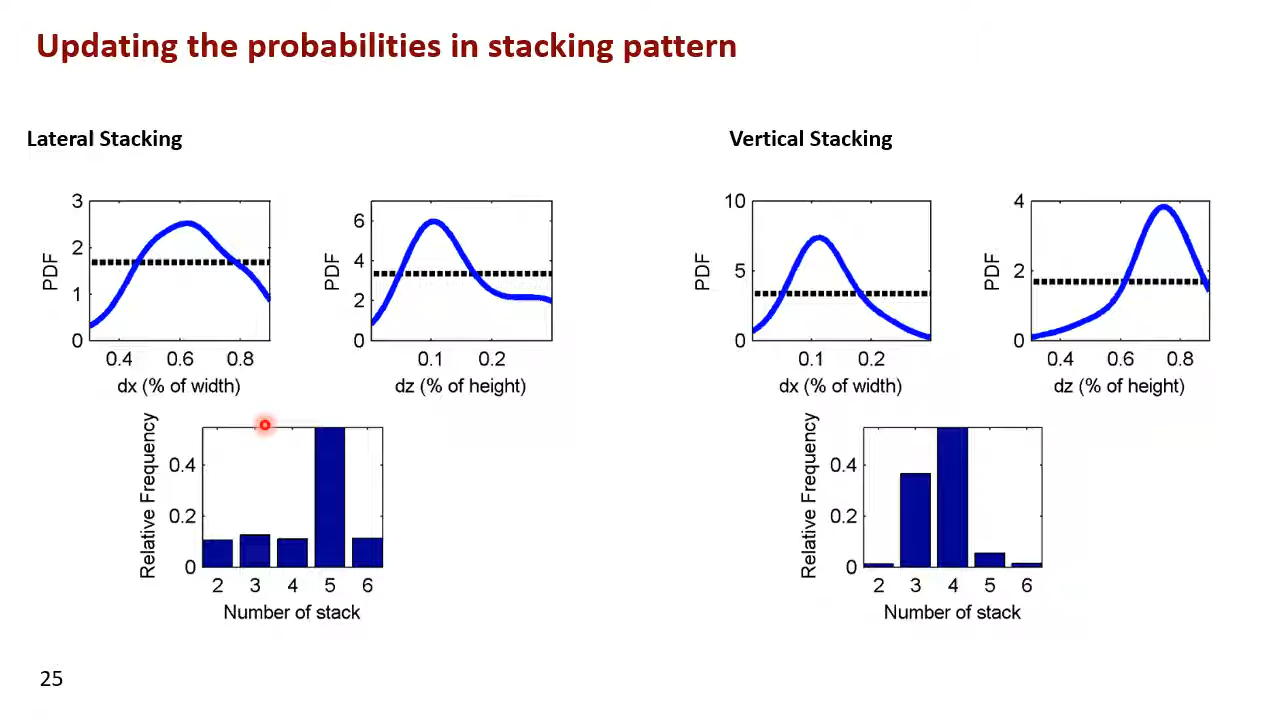 Updating the probabilities in stacking pattern
Lateral Stacking
Vertical Stacking
3
2
1
0
PDF
0.4 0.6 0.8
dx (% of width)
6
4
2
0
PDF
0.1 0.2
dz (% of height)
10
5
0
PDF
0.1 0.2
dx (% of width)
4
2
0
PDF
0.4 0.6 0.8
dz (% of height)
Relative Frequency
0.4
0.2
0
2 3 4 5 6
Number of stack
Relative Frequency
0.4
0.2
0
2 3 4 5 6
Number of stack
25